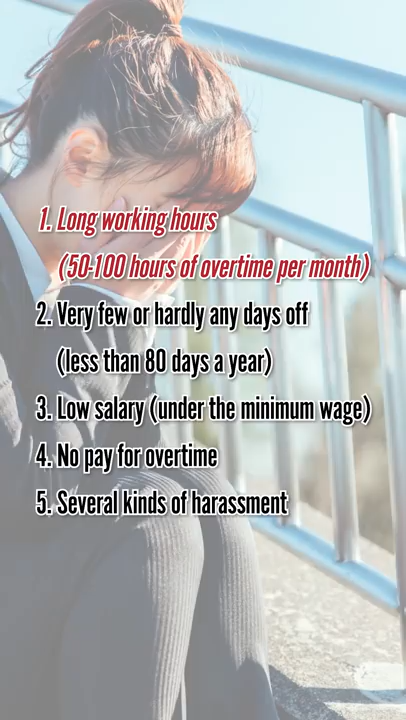 1. Long working hours
(50-100 hours of overtime per month)
2. Very few or hardly any days off
(less than 80 days a year)
3. Low salary (under the minimum wage)
4. No pay for overtime
5. Several kinds of harassment